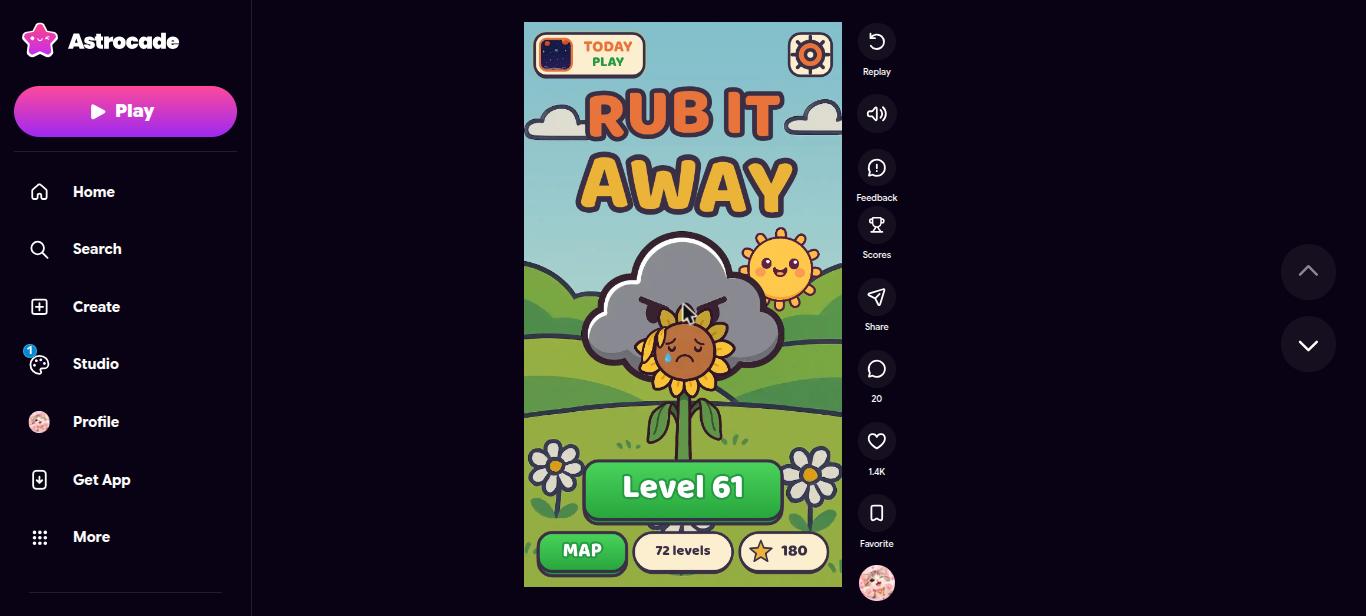 Astrocade
Play
Home
Search
Create
1
Studio
Profile
Get App
More
TODAY
PLAY
RUB IT
AWAY
Level 61
MAP
72 levels
180
Replay
Feedback
Scores
Share
20
1.4K
Favorite